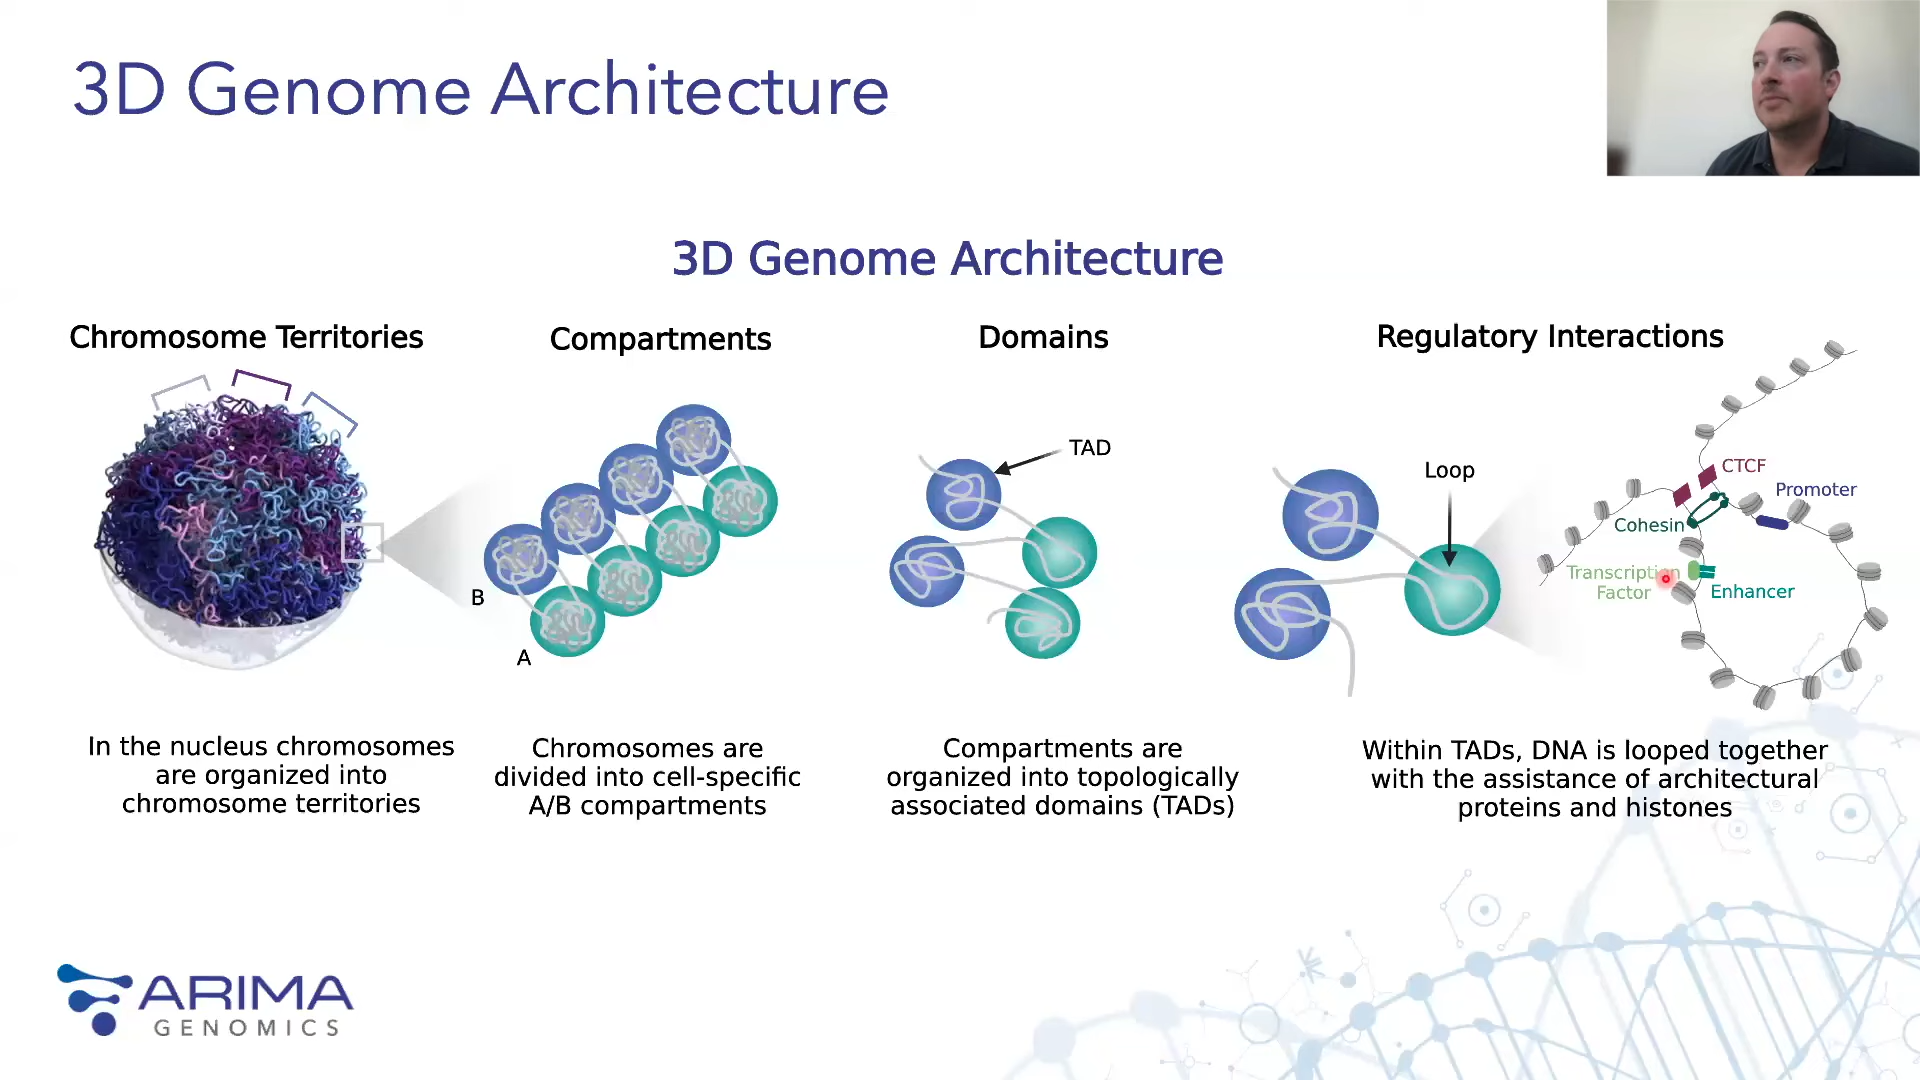 3D Genome Architecture
3D Genome Architecture
Chromosome Territories
Compartments
Domains
Regulatory Interactions
B
A
TAD
Loop
CTCF
Promoter
Cohesin
Transcription
Factor
Enhancer
In the nucleus chromosomes
are organized into
chromosome territories
Chromosomes are
divided into cell-specific
A/B compartments
Compartments are
organized into topologically
associated domains (TADs)
Within TADs, DNA is looped together
with the assistance of architectural
proteins and histones
ARIMA
GENOMICS